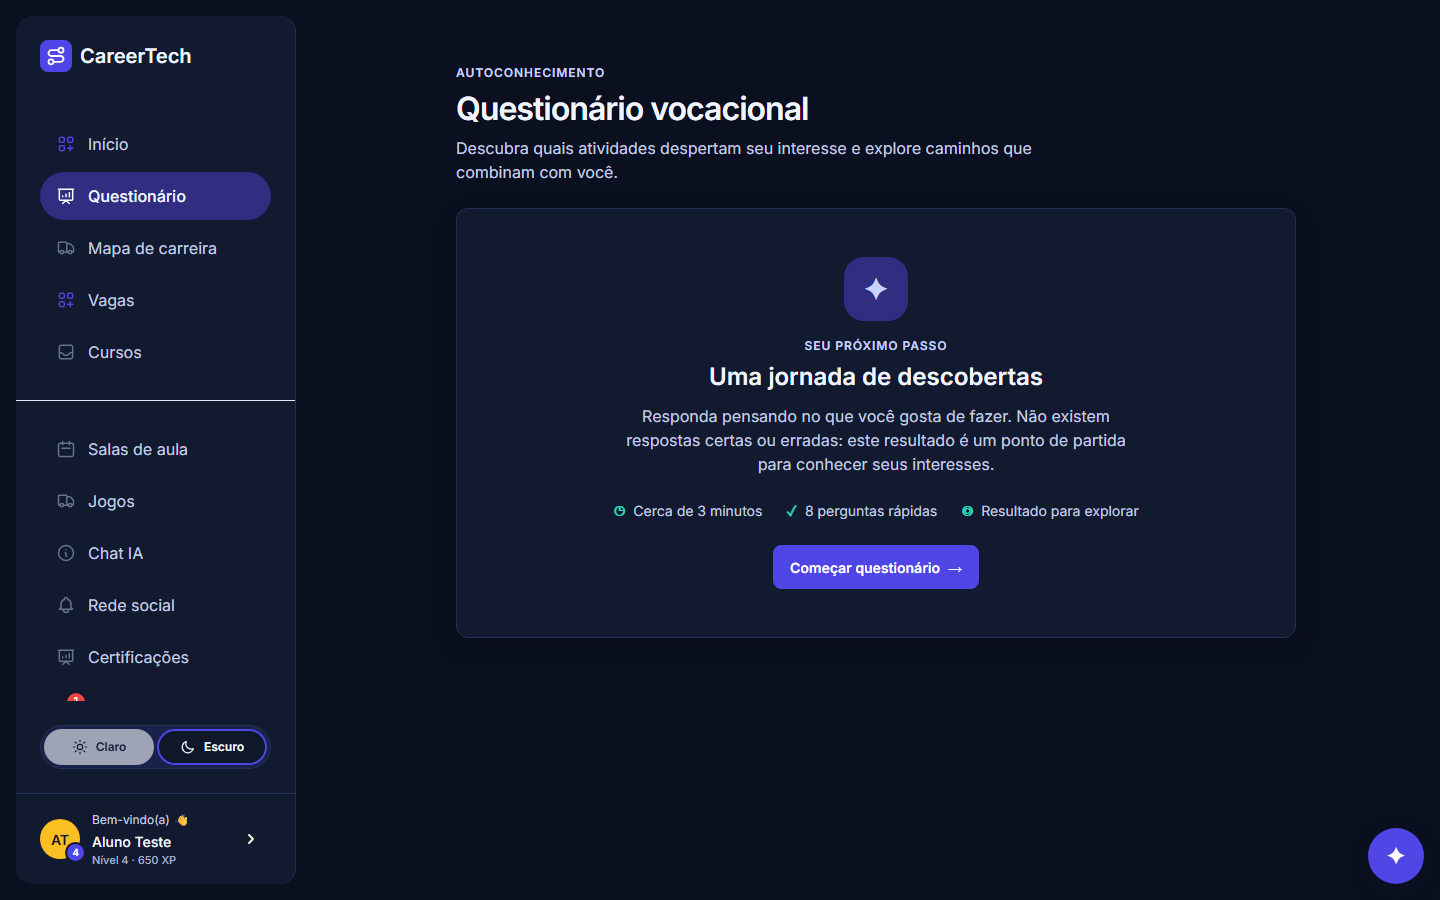 CareerTech
Início
Questionário
Mapa de carreira
Vagas
Cursos
Salas de aula
Jogos
Chat IA
Rede social
Certificações
Claro
Escuro
Bem-vindo(a) 👋
AT
4
Aluno Teste
Nível 4 · 650 XP
AUTOCONHECIMENTO
Questionário vocacional
Descubra quais atividades despertam seu interesse e explore caminhos que
combinam com você.
SEU PRÓXIMO PASSO
Uma jornada de descobertas
Responda pensando no que você gosta de fazer. Não existem
respostas certas ou erradas: este resultado é um ponto de partida
para conhecer seus interesses.
Cerca de 3 minutos
✓ 8 perguntas rápidas
Resultado para explorar
Começar questionário →